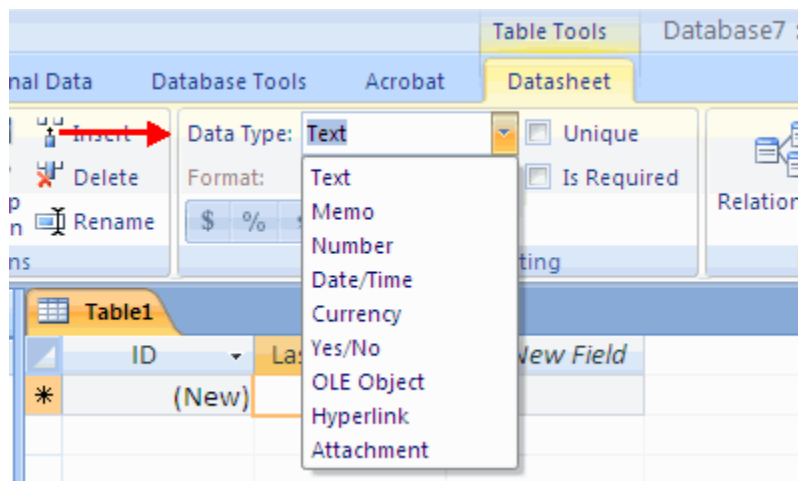 Table Tools Database7 :
nal Data Database Tools Acrobat Datasheet
Insert Data Type: Text Unique
Delete Format: Is Required
Rename $ % Relation
Text
Memo
Number
Date/Time
Currency
Yes/No
OLE Object
Hyperlink
Attachment
ting
Table1
ID La New Field
* (New)